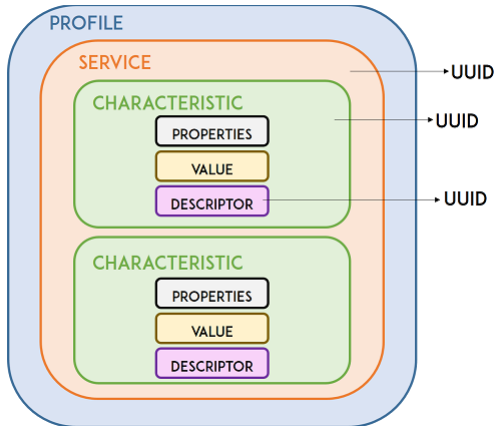 PROFILE
SERVICE
UUID
CHARACTERISTIC
UUID
PROPERTIES
VALUE
DESCRIPTOR
UUID
CHARACTERISTIC
PROPERTIES
VALUE
DESCRIPTOR